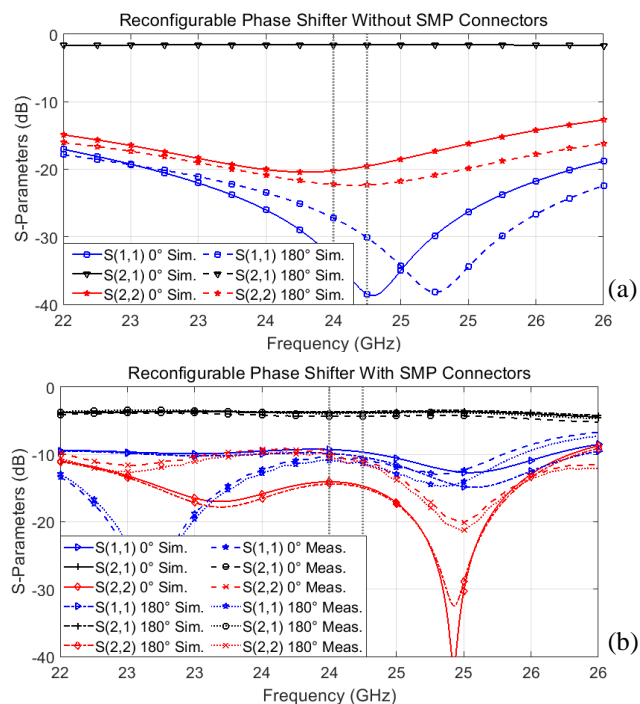 Reconfigurable Phase Shifter Without SMP Connectors
0
-10
-20
-30
-40
S-Parameters (dB)
S(1,1) 0° Sim.
S(2,1) 0° Sim.
S(2,2) 0° Sim.
S(1,1) 180° Sim.
S(2,1) 180° Sim.
S(2,2) 180° Sim.
22 22 23 23 24 24 25 25 26 26
Frequency (GHz)
(a)
Reconfigurable Phase Shifter With SMP Connectors
0
-10
-20
-30
-40
S-Parameters (dB)
S(1,1) 0° Sim.
S(2,1) 0° Sim.
S(2,2) 0° Sim.
S(1,1) 180° Sim.
S(2,1) 180° Sim.
S(2,2) 180° Sim.
S(1,1) 0° Meas.
S(2,1) 0° Meas.
S(2,2) 0° Meas.
S(1,1) 180° Meas.
S(2,1) 180° Meas.
S(2,2) 180° Meas.
22 22 23 23 24 24 25 25 26 26
Frequency (GHz)
(b)